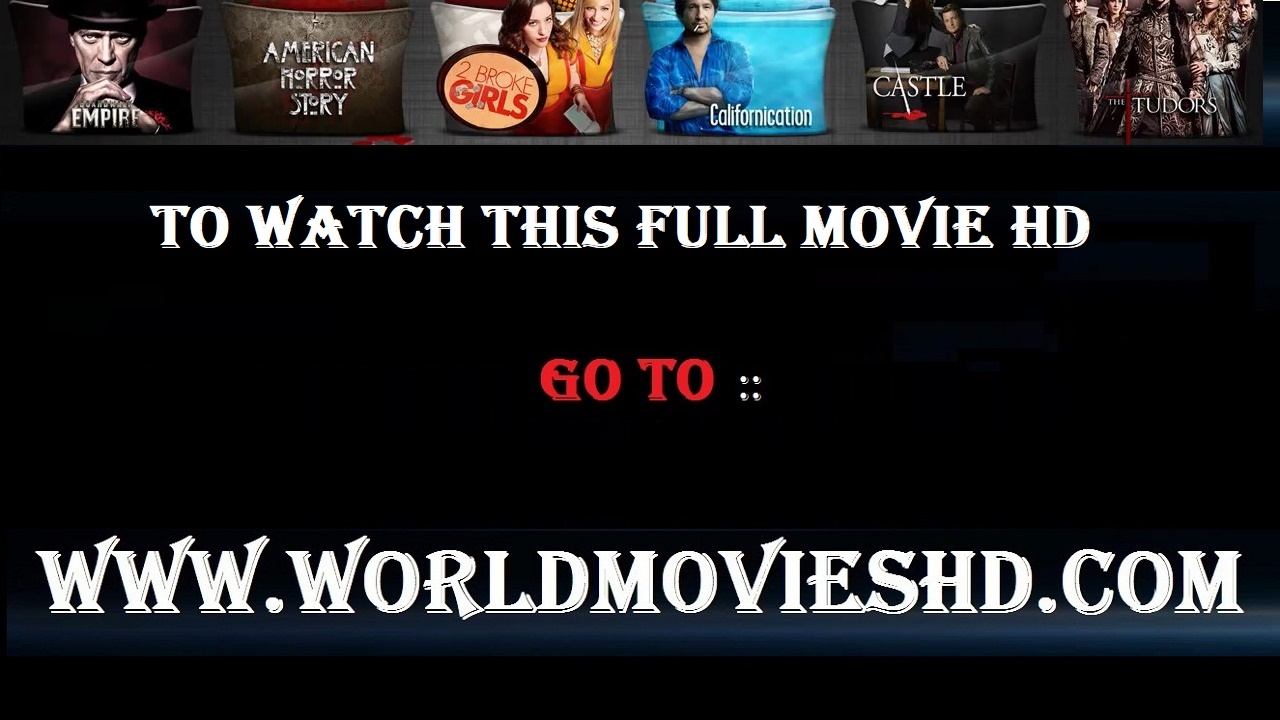 BOARDWALK
EMPIRE
AMERICAN
HORROR
STORY
2 BROKE
GIRLS
Californication
CASTLE
THE TUDORS
TO WATCH THIS FULL MOVIE HD
GO TO ::
WWW.WORLDMOVIESHD.COM